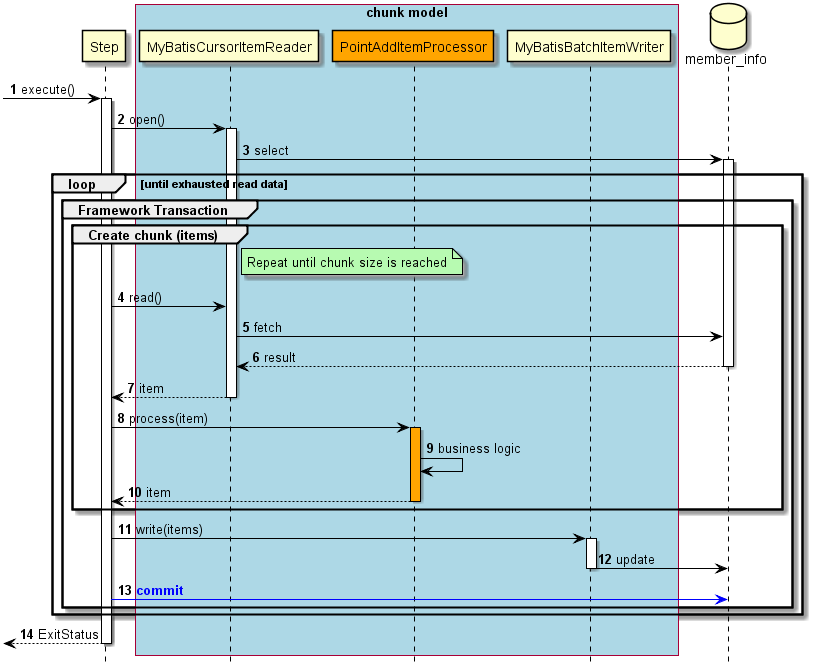 chunk model
Step
MyBatisCursorItemReader
PointAddItemProcessor
MyBatisBatchItemWriter
member_info
1 execute()
2 open()
3 select
loop [until exhausted read data]
Framework Transaction
Create chunk (items)
Repeat until chunk size is reached
4 read()
5 fetch
6 result
7 item
8 process(item)
9 business logic
10 item
11 write(items)
12 update
13 commit
14 ExitStatus